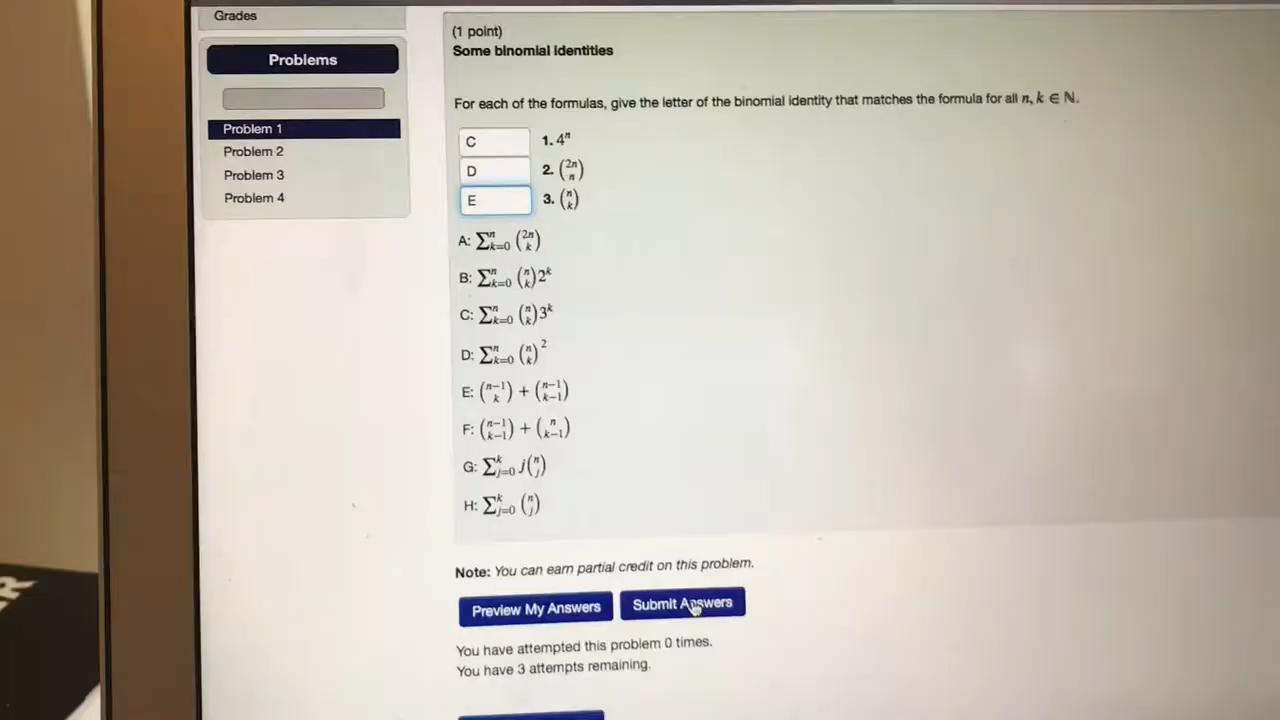 Grades
Problems
Problem 1
Problem 2
Problem 3
Problem 4
(1 point)
Some binomial identities
For each of the formulas, give the letter of the binomial identity that matches the formula for all n, k ∈ ℕ.
C 1. 4ⁿ
D 2. (2n n)
E 3. (n k)
A: ∑ⁿₖ₌₀ (2n k)
B: ∑ⁿₖ₌₀ (n k)2ᵏ
C: ∑ⁿₖ₌₀ (n k)3ᵏ
D: ∑ⁿₖ₌₀ (n k)²
E: (n−1 k) + (n−1 k−1)
F: (n−1 k−1) + (n k−1)
G: ∑ᵏⱼ₌₀ j(n j)
H: ∑ᵏⱼ₌₀ (n j)
Note: You can earn partial credit on this problem.
Preview My Answers Submit Answers
You have attempted this problem 0 times.
You have 3 attempts remaining.